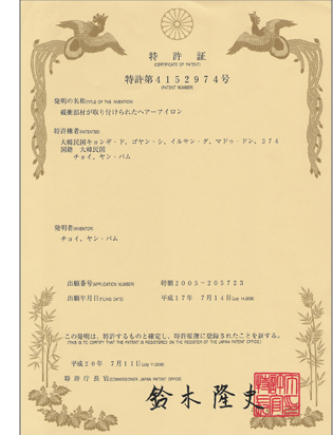 特許証
(CERTIFICATE OF PATENT)
特許第4152974号
(PATENT NUMBER)
発明の名称(TITLE OF THE INVENTION)
緩衝部材が取り付けられたヘアーアイロン
特許権者(PATENTEE)
大韓民国キョンギ-ド、ゴヤン-シ、イルサン-グ、マドゥ-ドン、574
国籍 大韓民国
チョイ、ヤン-パム
発明者(INVENTOR)
チョイ、ヤン-パム
出願番号(APPLICATION NUMBER) 特願2005-205723
出願年月日(FILING DATE) 平成17年 7月14日(July 14,2005)
この発明は、特許するものと確定し、特許原簿に登録されたことを証する。
(THIS IS TO CERTIFY THAT THE PATENT IS REGISTERED ON THE REGISTER OF THE JAPAN PATENT OFFICE.)
平成20年 7月11日(July 11,2008)
特許庁長官(COMMISSIONER, JAPAN PATENT OFFICE)
鈴木隆史